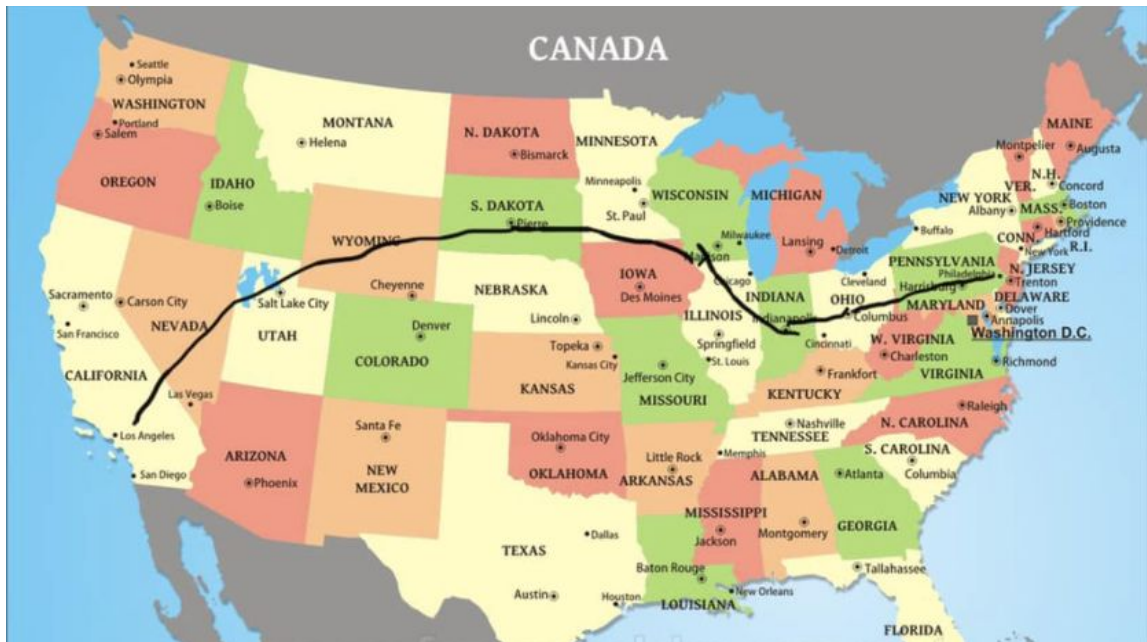 CANADA
Seattle
Olympia
WASHINGTON
Portland
Salem
OREGON
IDAHO
Boise
MONTANA
Helena
N. DAKOTA
Bismarck
S. DAKOTA
Pierre
MINNESOTA
Minneapolis
St. Paul
WISCONSIN
Milwaukee
Madison
MICHIGAN
Lansing
Detroit
MAINE
Augusta
Montpelier
VER.
N.H.
Concord
NEW YORK
Albany
Buffalo
MASS.
Boston
Providence
Hartford
CONN.
R.I.
New York
PENNSYLVANIA
Philadelphia
Harrisburg
N. JERSEY
Trenton
MARYLAND
DELAWARE
Dover
Annapolis
Washington D.C.
WYOMING
Cheyenne
NEBRASKA
Lincoln
IOWA
Des Moines
Chicago
ILLINOIS
Springfield
INDIANA
Indianapolis
OHIO
Cleveland
Columbus
Cincinnati
W. VIRGINIA
Charleston
VIRGINIA
Richmond
Sacramento
San Francisco
CALIFORNIA
Los Angeles
San Diego
Carson City
NEVADA
Las Vegas
Salt Lake City
UTAH
Denver
COLORADO
Topeka
Kansas City
KANSAS
Jefferson City
MISSOURI
St. Louis
Frankfort
KENTUCKY
Nashville
TENNESSEE
Memphis
Raleigh
N. CAROLINA
S. CAROLINA
Columbia
ARIZONA
Phoenix
Santa Fe
NEW
MEXICO
Oklahoma City
OKLAHOMA
Little Rock
ARKANSAS
MISSISSIPPI
Jackson
ALABAMA
Montgomery
Atlanta
GEORGIA
TEXAS
Dallas
Austin
Houston
Baton Rouge
LOUISIANA
New Orleans
Tallahassee
FLORIDA